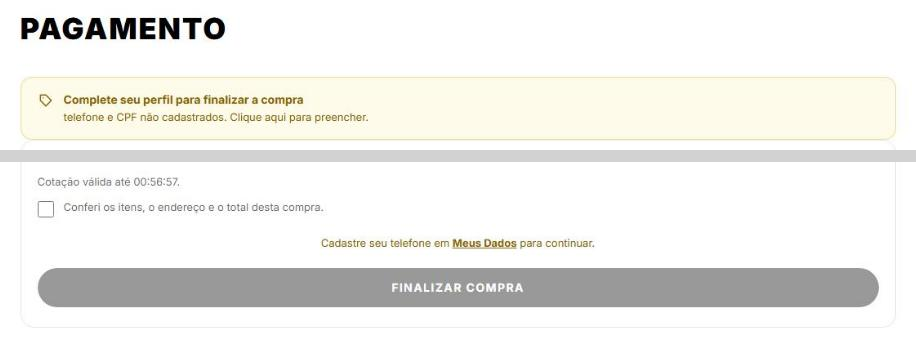 PAGAMENTO
Complete seu perfil para finalizar a compra
telefone e CPF não cadastrados. Clique aqui para preencher.
Cotação válida até 00:56:57.
Conferi os itens, o endereço e o total desta compra.
Cadastre seu telefone em Meus Dados para continuar.
FINALIZAR COMPRA